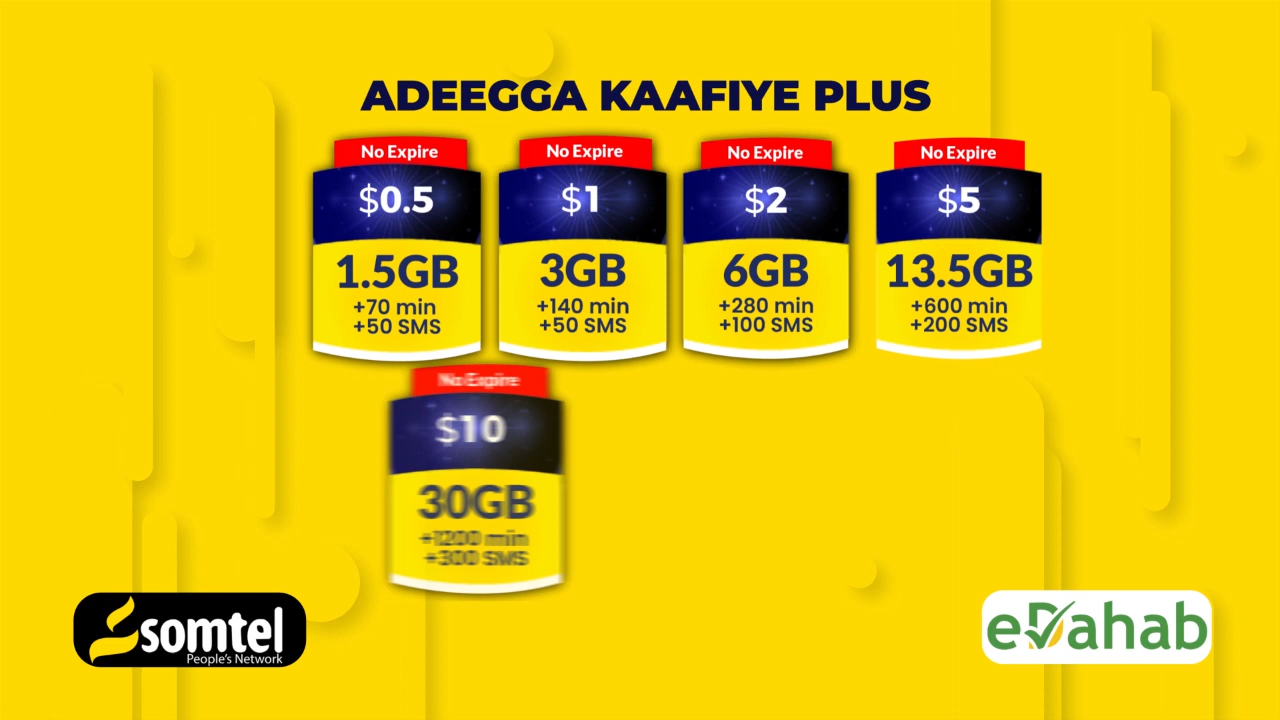 ADEEGGA KAAFIYE PLUS
No Expire
$0.5
1.5GB
+70 min
+50 SMS
No Expire
$1
3GB
+140 min
+50 SMS
No Expire
$2
6GB
+280 min
+100 SMS
No Expire
$5
13.5GB
+600 min
+200 SMS
No Expire
$10
30GB
+1200 min
+300 SMS
somtel
People's Network
eDahab